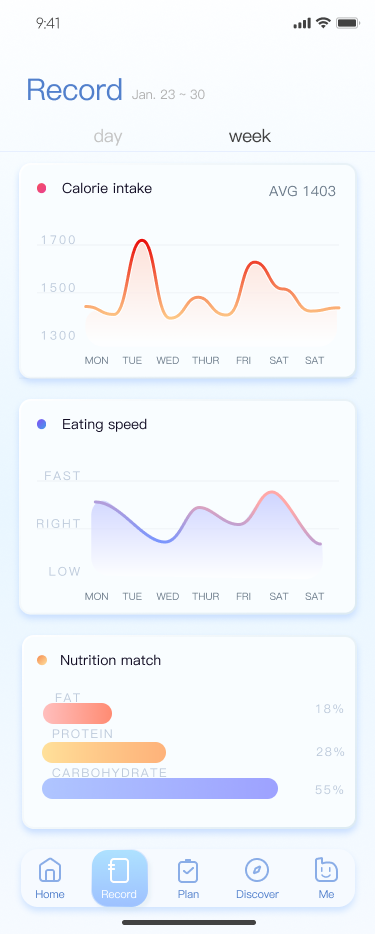 9:41
Record Jan. 23 ~ 30
day week
Calorie intake AVG 1403
1700
1500
1300
MON TUE WED THUR FRI SAT SAT
Eating speed
FAST
RIGHT
LOW
MON TUE WED THUR FRI SAT SAT
Nutrition match
FAT
18%
PROTEIN
28%
CARBOHYDRATE
55%
Home Record Plan Discover Me